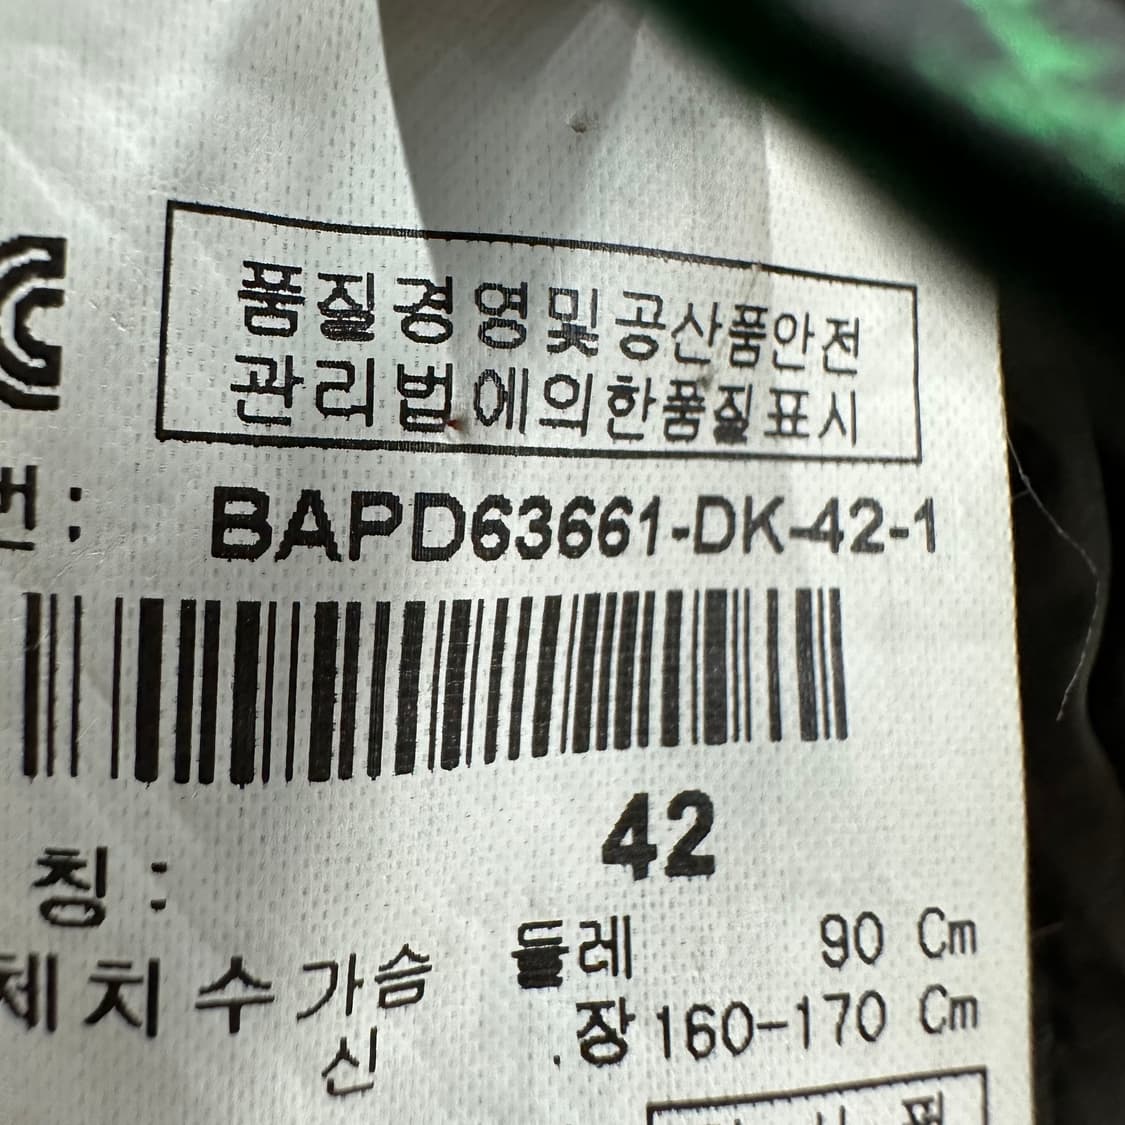 품질경영및공산품안전
관리법에의한품질표시
번 : BAPD63661-DK-42-1
42
칭 :
체치수 가슴 둘레 90 Cm
신 장 160-170 Cm